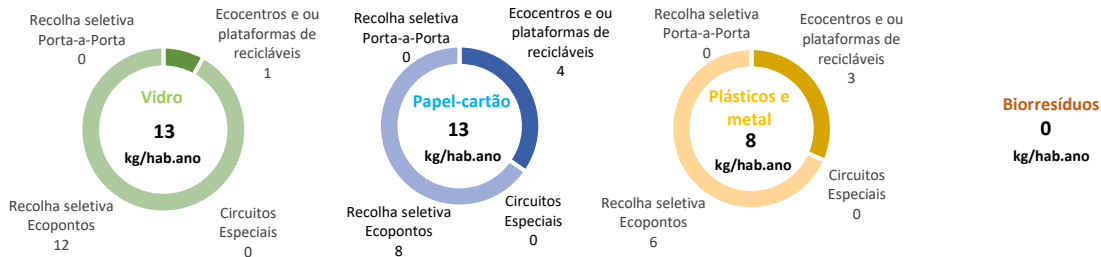 Recolha seletiva
Porta-a-Porta
0
Ecocentros e ou
plataformas de
recicláveis
1
Vidro
13
kg/hab.ano
Recolha seletiva
Ecopontos
12
Circuitos
Especiais
0
Recolha seletiva
Porta-a-Porta
0
Ecocentros e ou
plataformas de
recicláveis
4
Papel-cartão
13
kg/hab.ano
Recolha seletiva
Ecopontos
8
Circuitos
Especiais
0
Recolha seletiva
Porta-a-Porta
0
Ecocentros e ou
plataformas de
recicláveis
3
Plásticos e
metal
8
kg/hab.ano
Recolha seletiva
Ecopontos
6
Circuitos
Especiais
0
Biorresíduos
0
kg/hab.ano